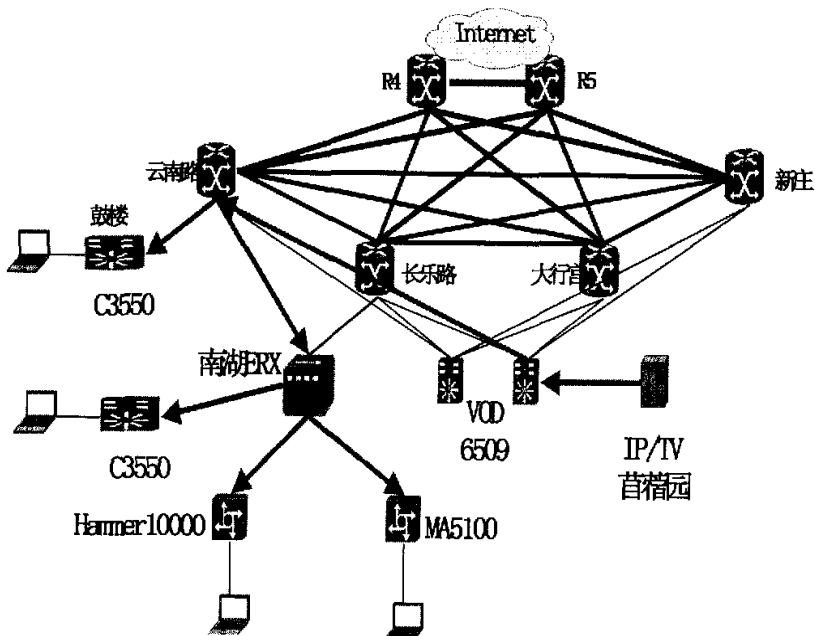 Internet
R4
R5
云南路
新庄
鼓楼
长乐路
大行宫
C3550
南湖ERX
VOD
6509
IP/TV
苜蓿园
C3550
Hammer10000
MA5100